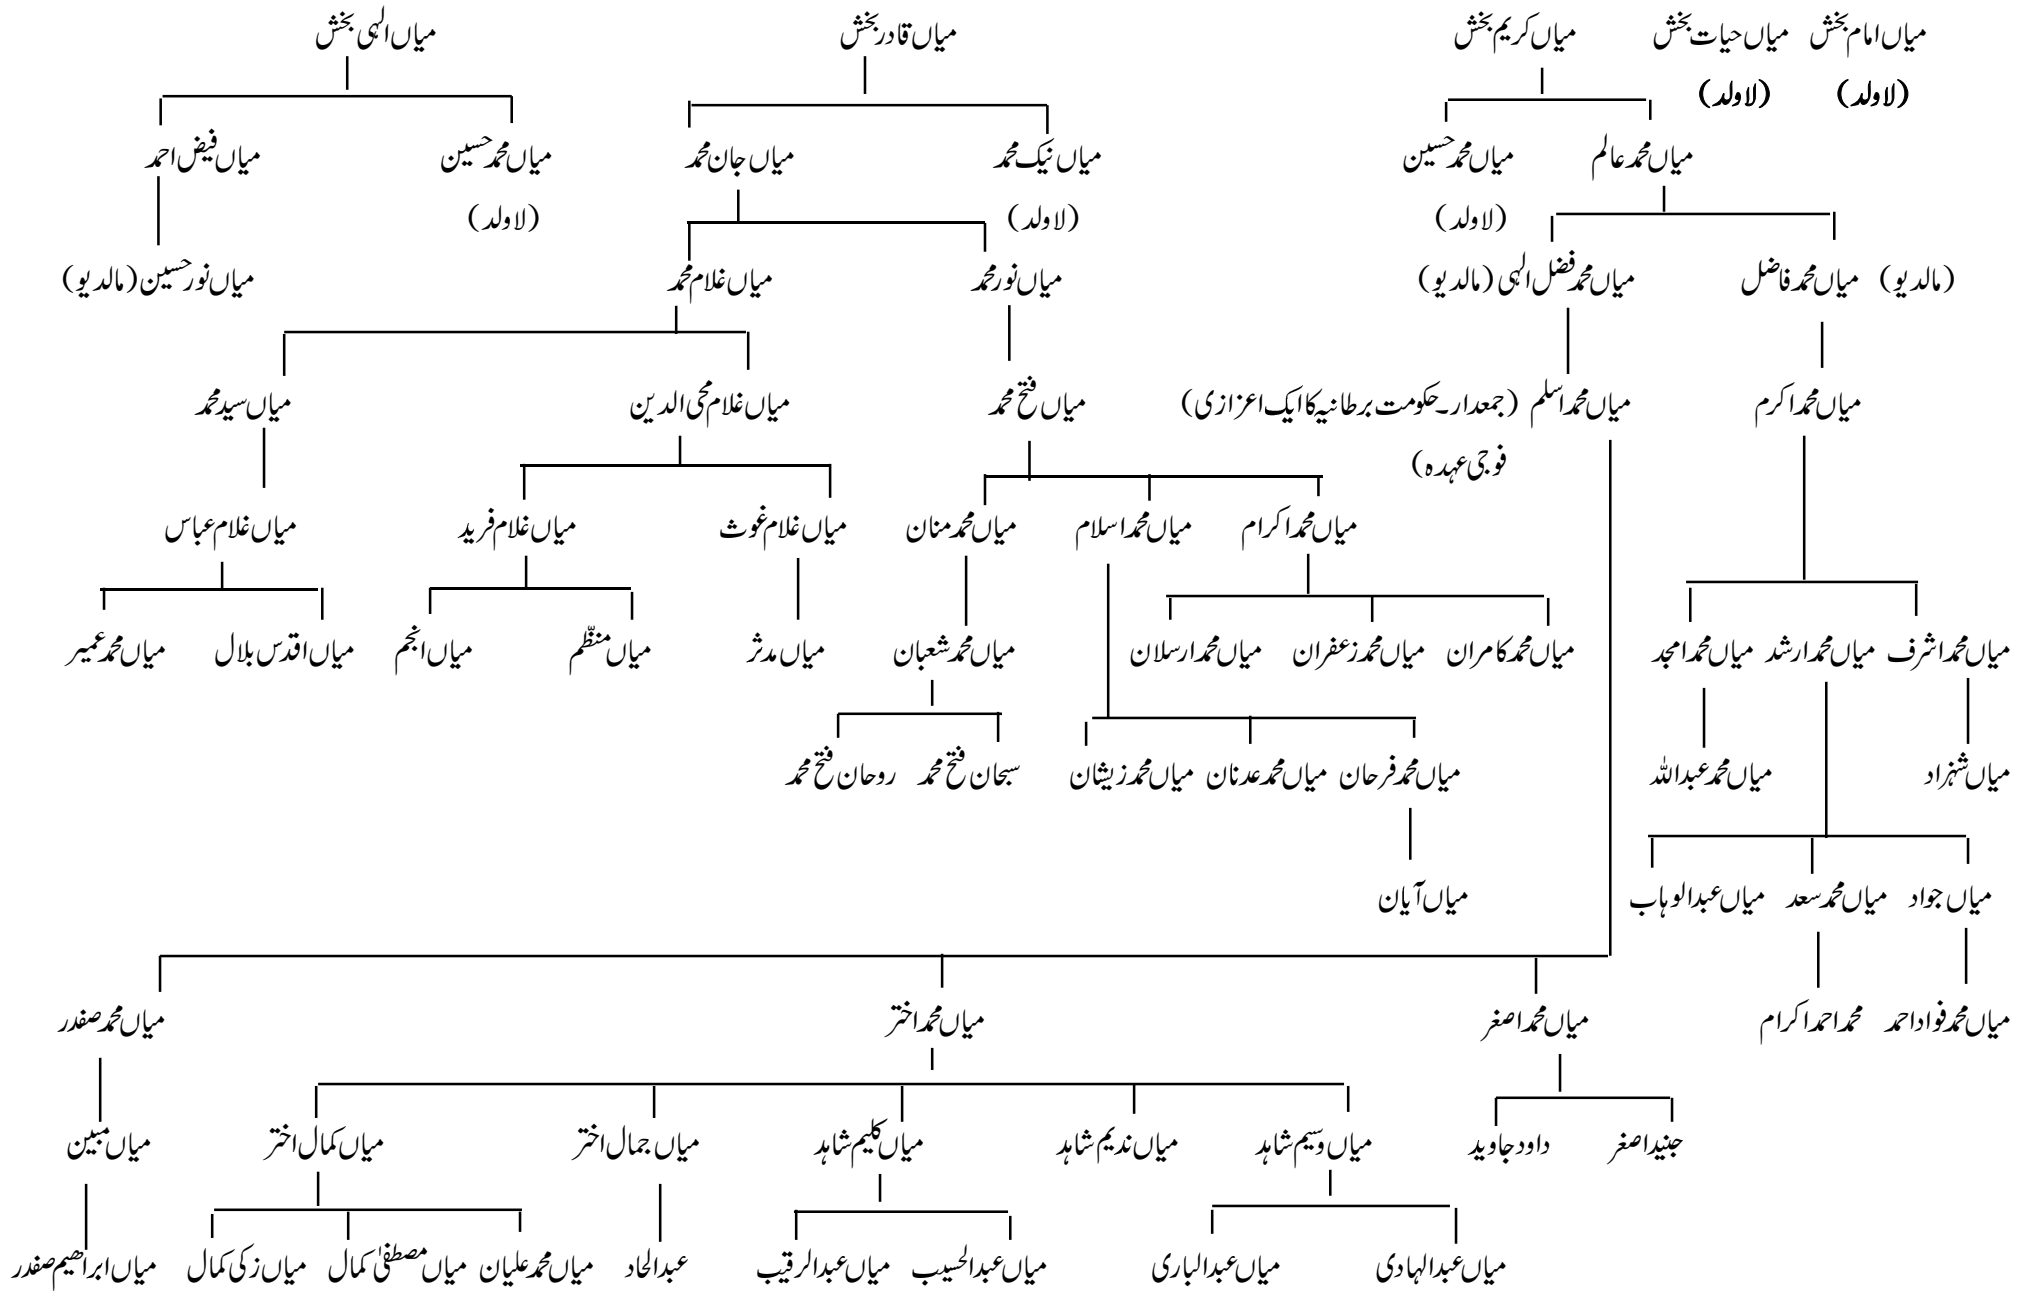 میاں امام بخش میاں حیات بخش میاں کریم بخش میاں قادر بخش میاں الٰہی بخش
(لاولد) (لاولد)
میاں محمد عالم میاں محمد حسین میاں نیک محمد میاں جان محمد میاں محمد حسین میاں فیض احمد
(لاولد) (لاولد) (لاولد)
(مالدیو) میاں محمد فاضل میاں محمد فضل الٰہی (مالدیو) میاں نور محمد میاں غلام محمد میاں نور حسین (مالدیو)
میاں محمد اکرم میاں محمد اسلم (جمعدار۔ حکومت برطانیہ کا ایک اعزازی میاں فتح محمد میاں غلام محی الدین میاں سید محمد
فوجی عہدہ)
میاں محمد اکرام میاں محمد اسلام میاں محمد منان میاں غلام غوث میاں غلام فرید میاں غلام عباس
میاں محمد اشرف میاں محمد ارشد میاں محمد امجد میاں محمد کامران میاں محمد زعفران میاں محمد ارسلان میاں محمد شعبان میاں مدثر میاں منظّم میاں انجم میاں اقدس بلال میاں محمد عمیر
میاں شہزاد میاں محمد عبداللہ میاں محمد فرحان میاں محمد عدنان میاں محمد زیشان سبحان فتح محمد روحان فتح محمد
میاں جواد میاں محمد سعد میاں عبدالوہاب میاں آیان
میاں محمد فواد احمد محمد احمد اکرام میاں محمد اصغر میاں محمد اختر میاں محمد صفدر
جنید اصغر داود جاوید میاں وسیم شاہد میاں ندیم شاہد میاں کلیم شاہد میاں جمال اختر میاں کمال اختر میاں مبین
میاں عبدالہادی میاں عبدالباری میاں عبدالحسیب میاں عبدالرقیب عبدالحاد میاں محمد علیان میاں مصطفیٰ کمال میاں زکی کمال میاں ابراھیم صفدر